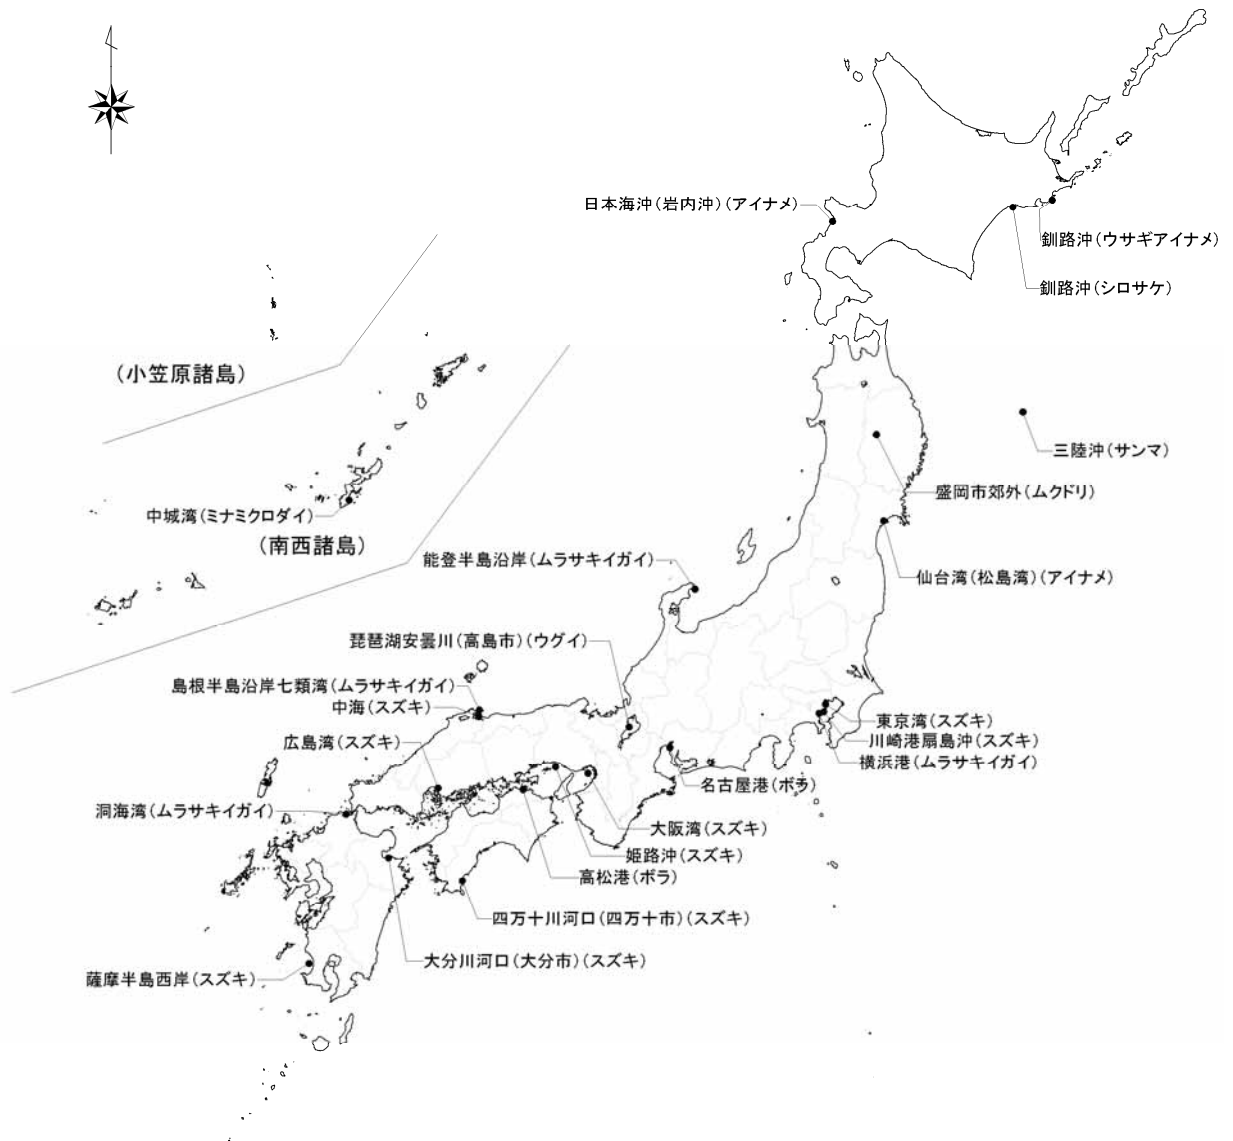 日本海沖(岩内沖)(アイナメ)
釧路沖(ウサギアイナメ)
釧路沖(シロサケ)
(小笠原諸島)
三陸沖(サンマ)
盛岡市郊外(ムクドリ)
中城湾(ミナミクロダイ)
(南西諸島)
能登半島沿岸(ムラサキイガイ)
仙台湾(松島湾)(アイナメ)
琵琶湖安曇川(高島市)(ウグイ)
島根半島沿岸七類湾(ムラサキイガイ)
中海(スズキ)
東京湾(スズキ)
広島湾(スズキ)
川崎港扇島沖(スズキ)
横浜港(ムラサキイガイ)
名古屋港(ボラ)
洞海湾(ムラサキイガイ)
大阪湾(スズキ)
姫路沖(スズキ)
高松港(ボラ)
四万十川河口(四万十市)(スズキ)
大分川河口(大分市)(スズキ)
薩摩半島西岸(スズキ)